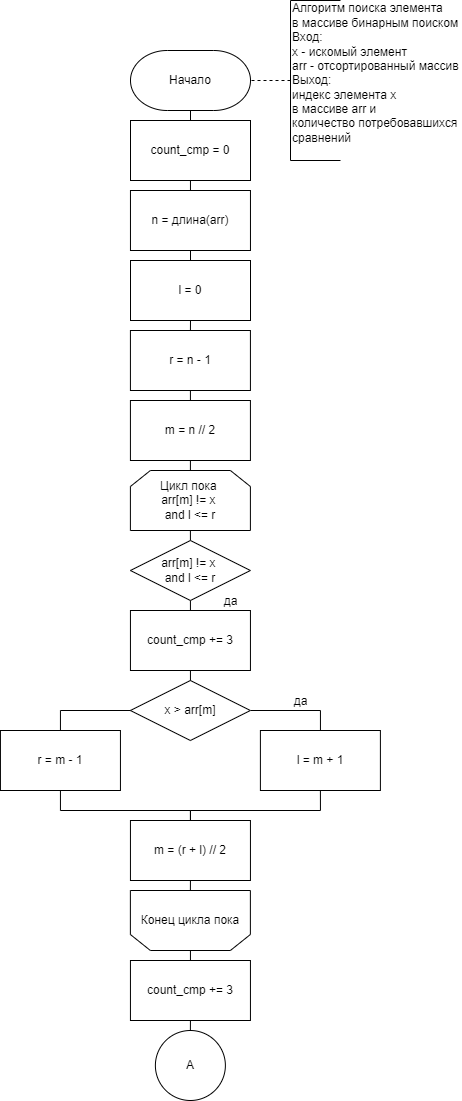 Алгоритм поиска элемента
в массиве бинарным поиском
Вход:
x - искомый элемент
arr - отсортированный массив
Выход:
индекс элемента x
в массиве arr и
количество потребовавшихся
сравнений
Начало
count_cmp = 0
n = длина(arr)
l = 0
r = n - 1
m = n // 2
Цикл пока
arr[m] != x
and l <= r
arr[m] != x
and l <= r
да
count_cmp += 3
x > arr[m]
да
r = m - 1
l = m + 1
m = (r + l) // 2
Конец цикла пока
count_cmp += 3
A